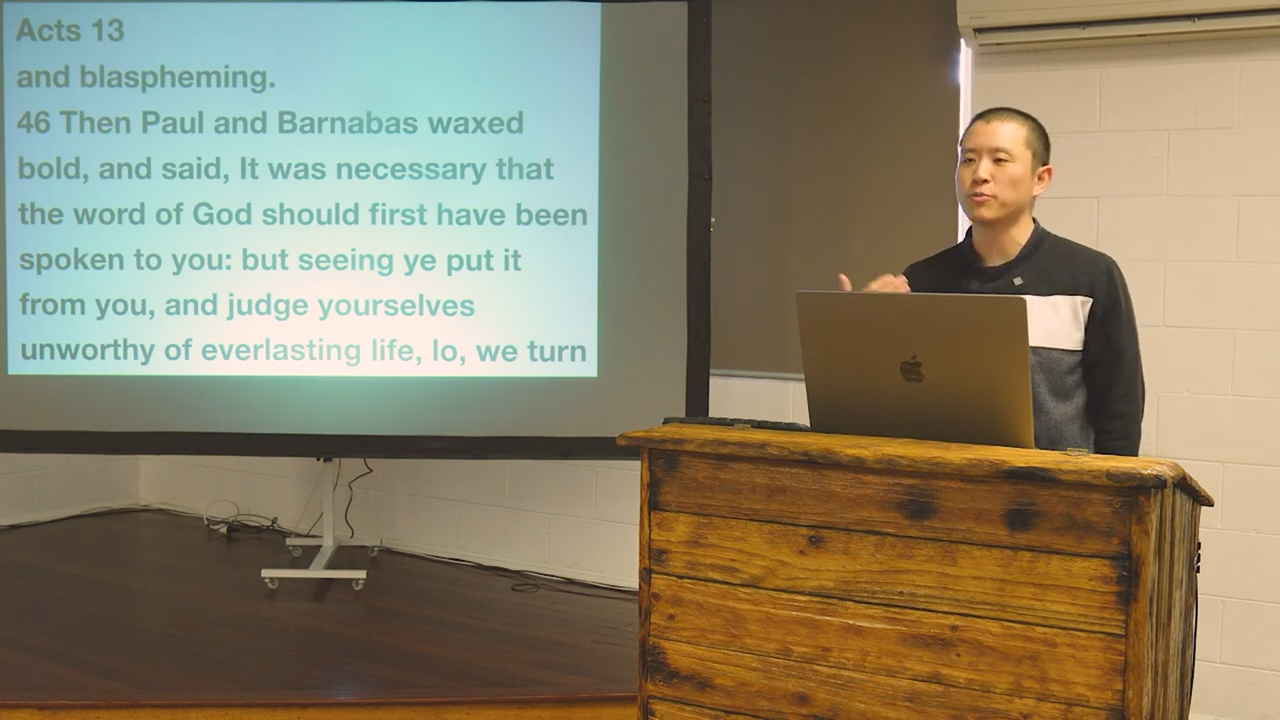 Acts 13
and blaspheming.
46 Then Paul and Barnabas waxed
bold, and said, It was necessary that
the word of God should first have been
spoken to you: but seeing ye put it
from you, and judge yourselves
unworthy of everlasting life, lo, we turn